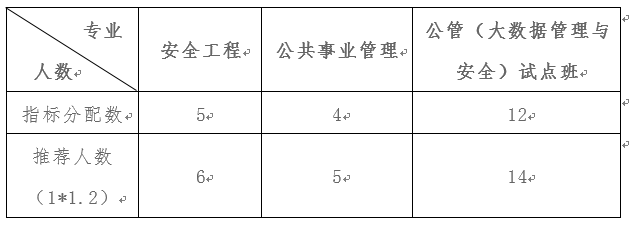 专业
人数
安全工程
公共事业管理
公管（大数据管理与
安全）试点班
指标分配数
5
4
12
推荐人数
（1*1.2）
6
5
14